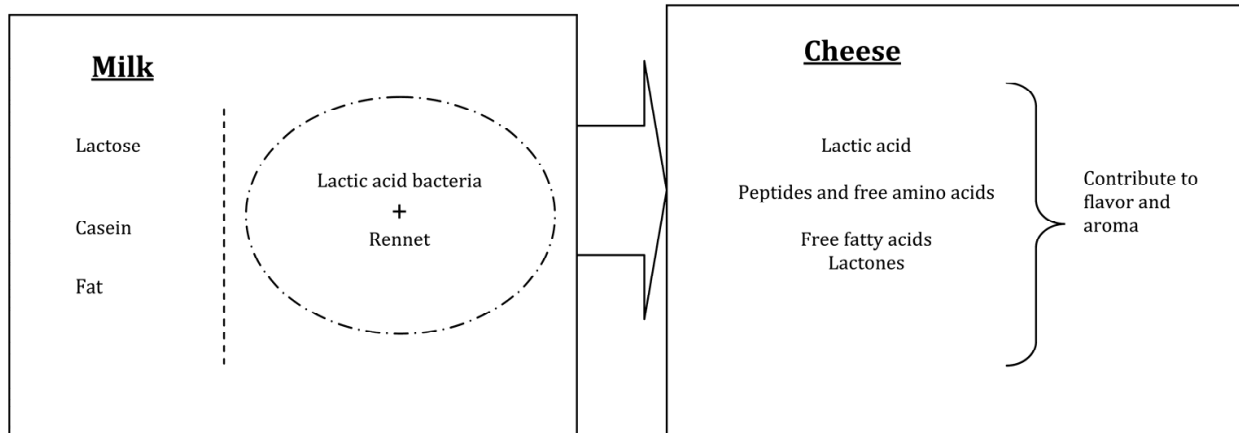 Milk
Lactose
Casein
Fat
Lactic acid bacteria
+
Rennet
Cheese
Lactic acid
Peptides and free amino acids
Free fatty acids
Lactones
Contribute to
flavor and
aroma